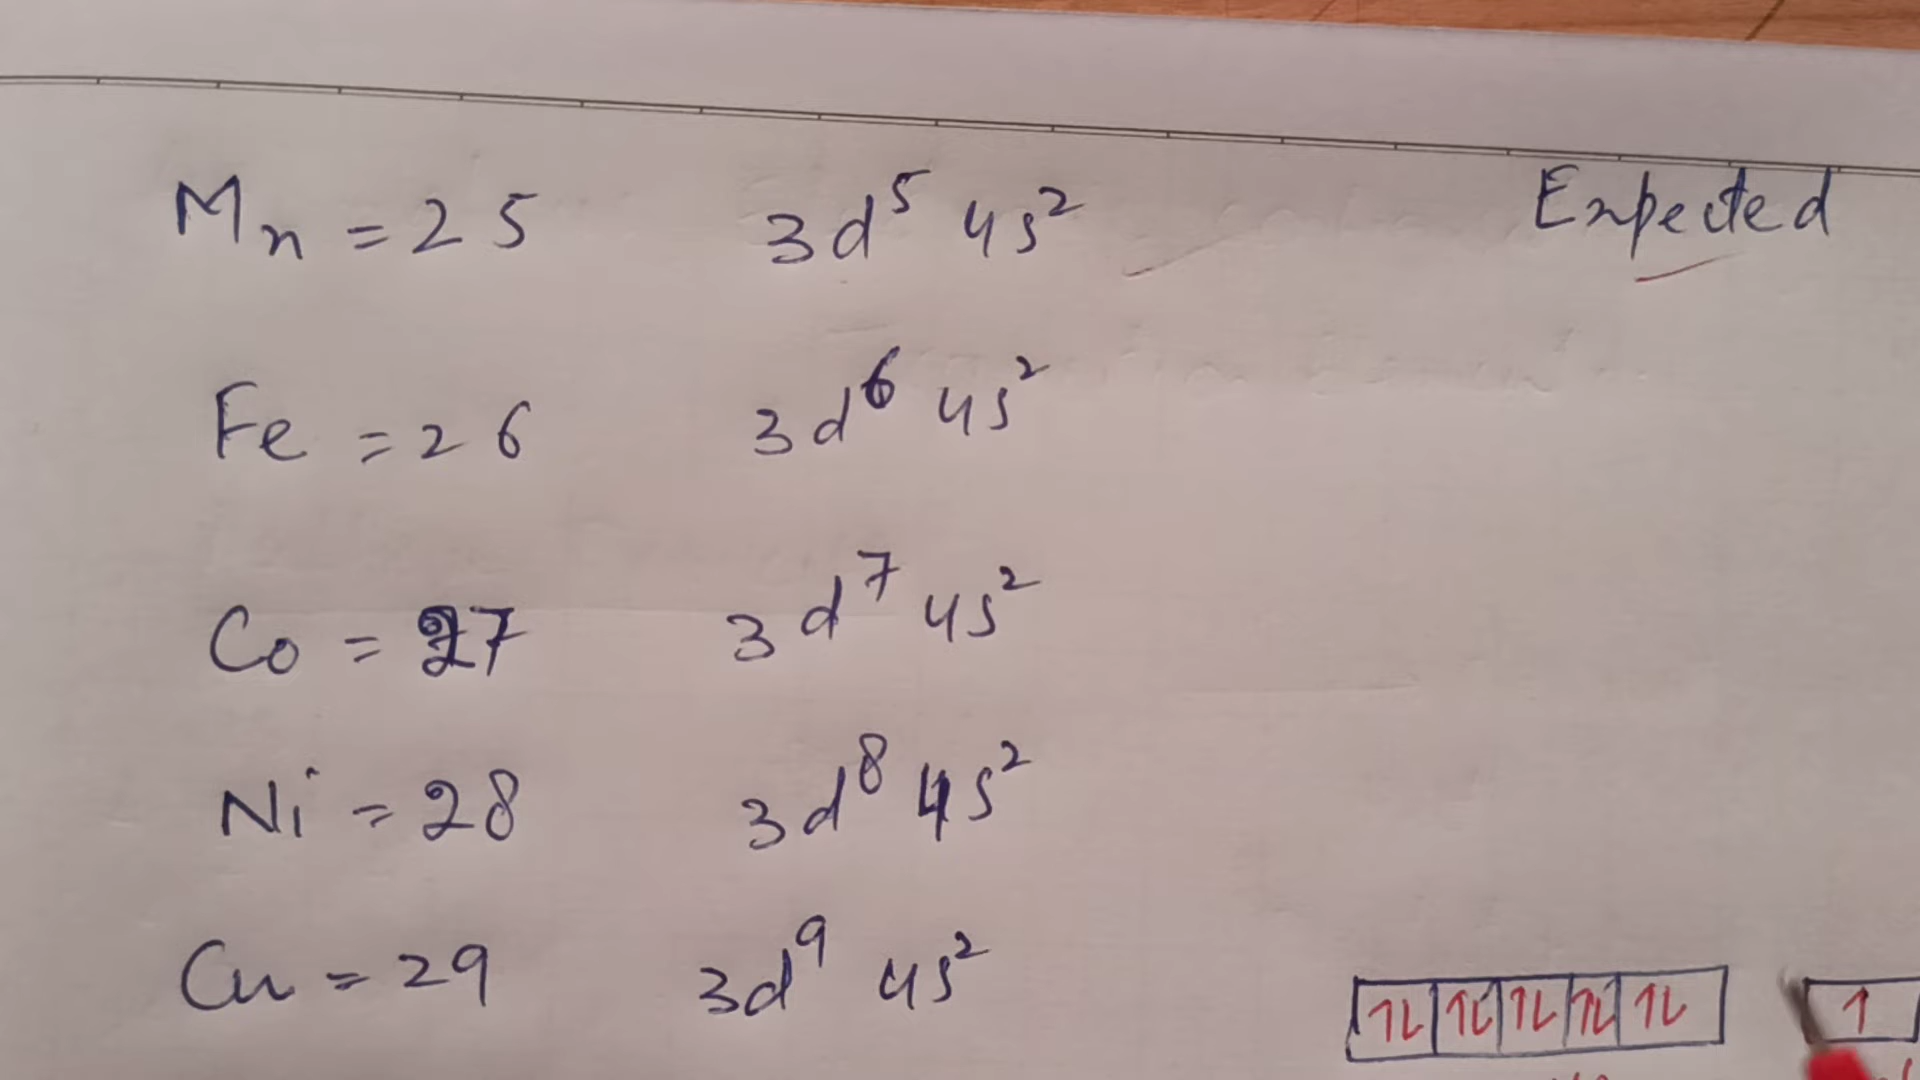 Mn = 25 3d⁵ 4s² Expected
Fe = 26 3d⁶ 4s²
Co = 27 3d⁷ 4s²
Ni = 28 3d⁸ 4s²
Cu = 29 3d⁹ 4s²
↑↓ ↑↓ ↑↓ ↑↓ ↑↓ ↑